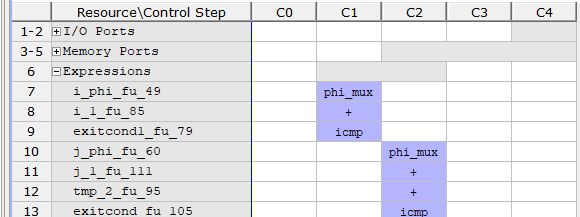 Resource\Control Step C0 C1 C2 C3 C4
1-2 I/O Ports
3-5 Memory Ports
6 Expressions
7 i_phi_fu_49 phi_mux
8 i_1_fu_85 +
9 exitcond1_fu_79 icmp
10 j_phi_fu_60 phi_mux
11 j_1_fu_111 +
12 tmp_2_fu_95 +
13 exitcond_fu_105 icmp